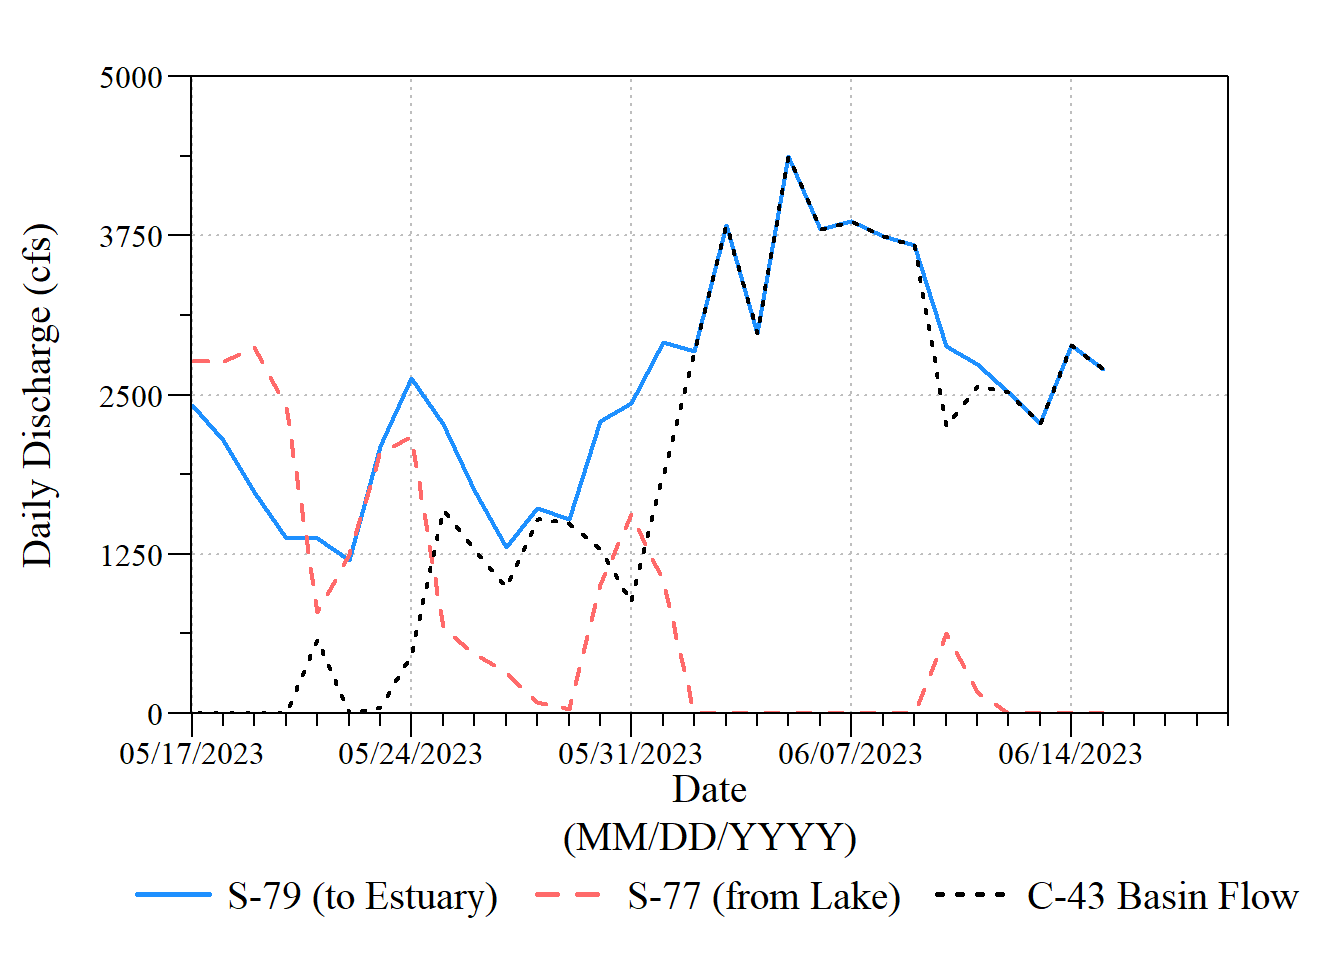 5000
3750
2500
1250
0
Daily Discharge (cfs)
05/17/2023 05/24/2023 05/31/2023 06/07/2023 06/14/2023
Date
(MM/DD/YYYY)
S-79 (to Estuary) S-77 (from Lake) C-43 Basin Flow